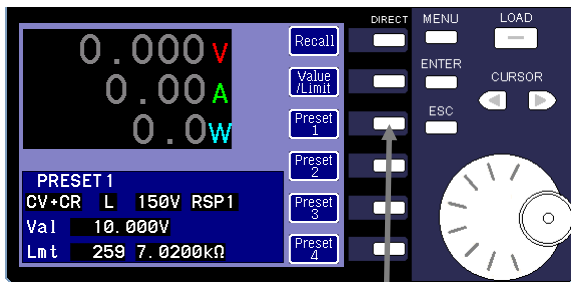 DIRECT MENU LOAD
0.000V
0.00A
0.0W
Recall
Value
/Limit
Preset
1
Preset
2
Preset
3
Preset
4
ENTER
CURSOR
ESC
PRESET1
CV+CR L 150V RSP1
Val 10.000V
Lmt 259 7.0200kΩ